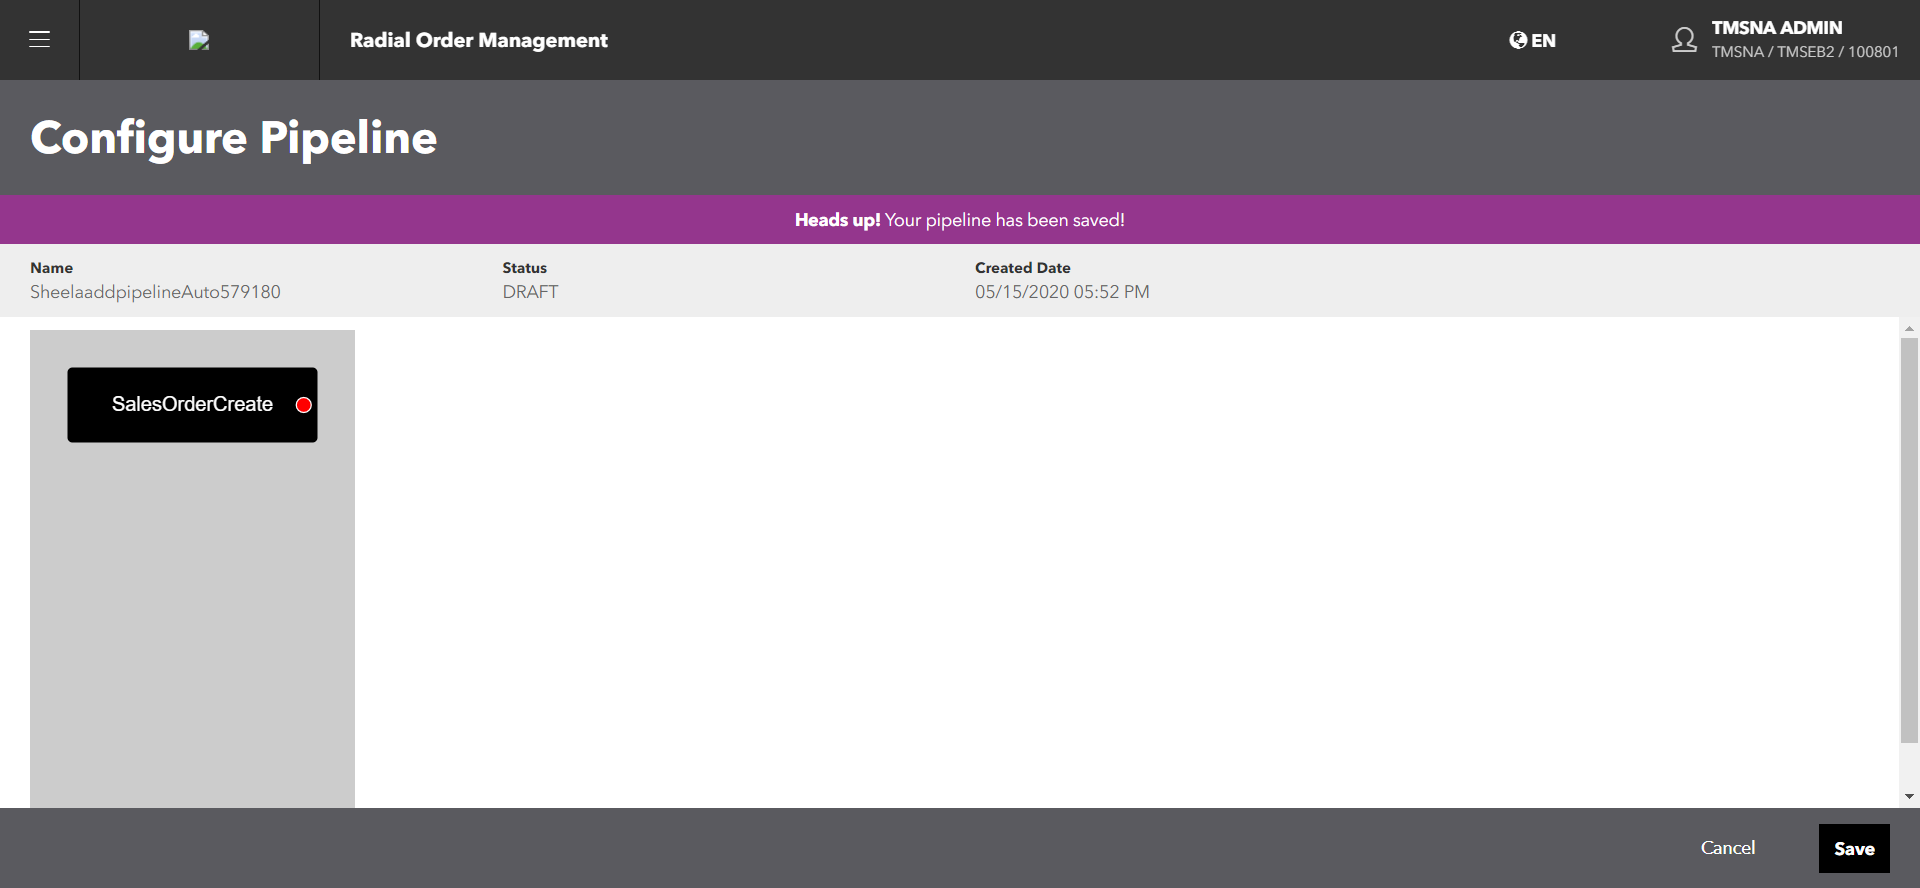 Radial Order Management
EN
TMSNA ADMIN
TMSNA / TMSEB2 / 100801
Configure Pipeline
Heads up! Your pipeline has been saved!
Name
SheelaaddpipelineAuto579180
Status
DRAFT
Created Date
05/15/2020 05:52 PM
SalesOrderCreate
Cancel
Save